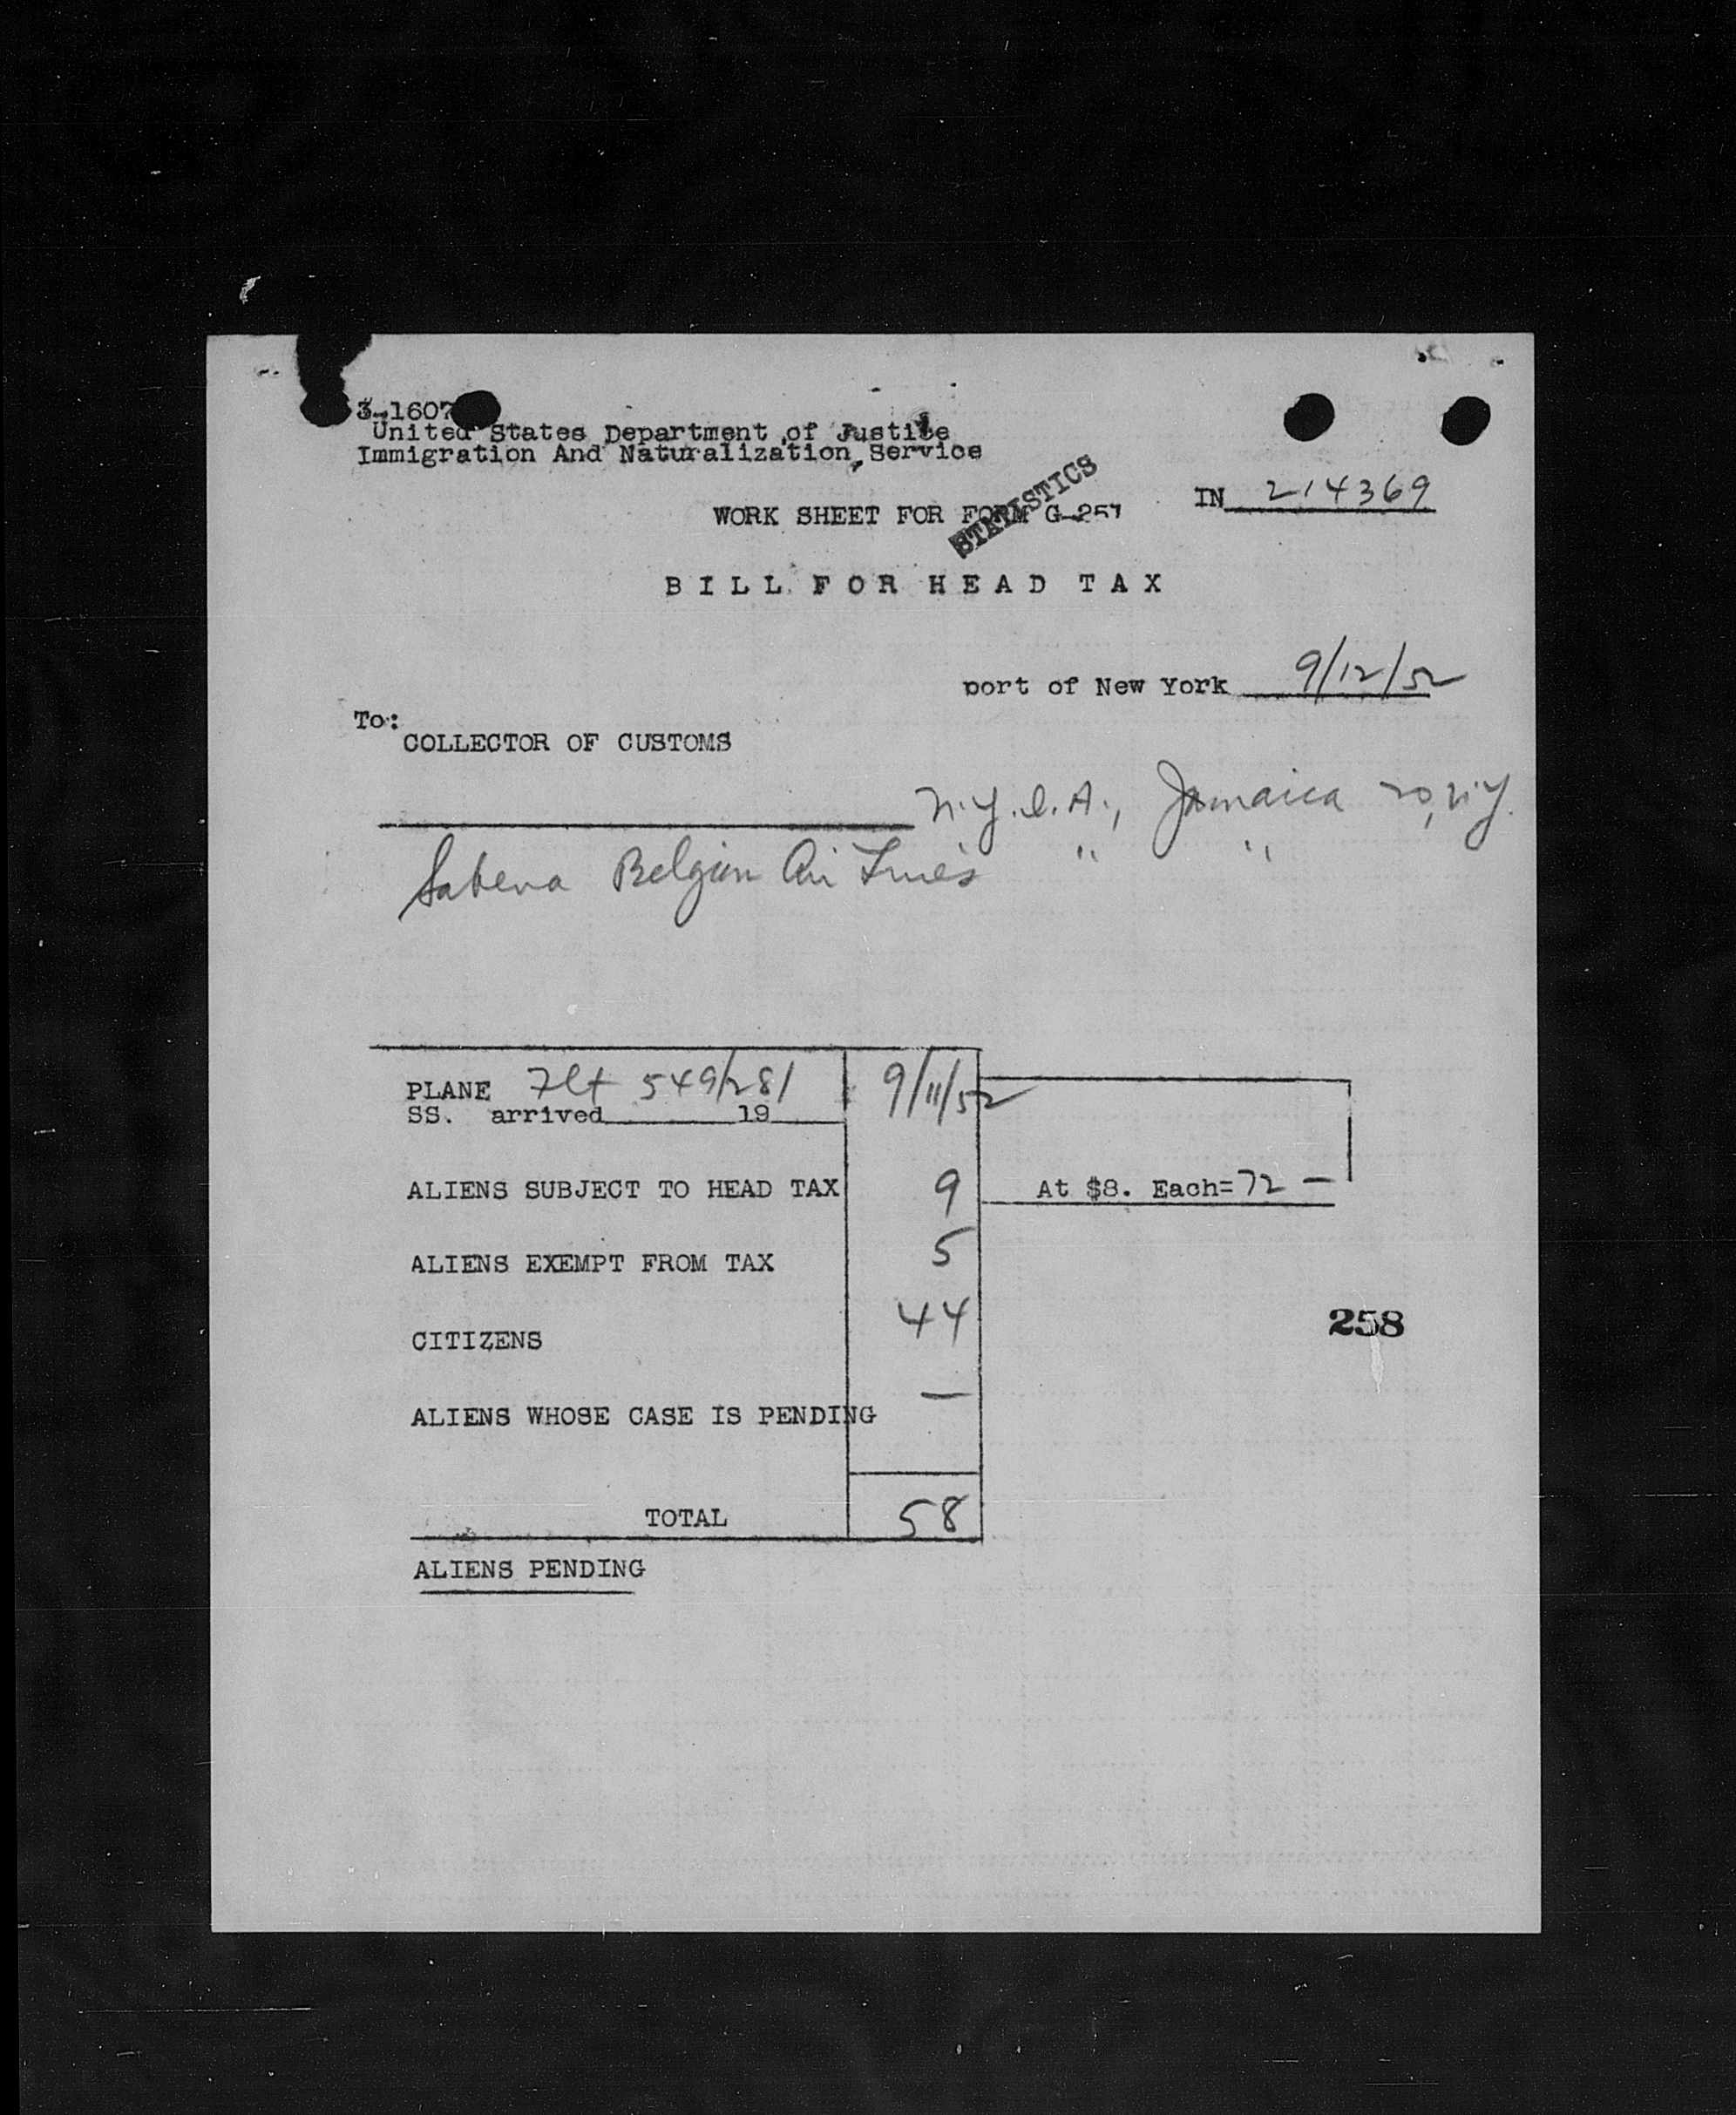 3-1607
United States Department of Justice
Immigration And Naturalization Service
STATISTICS
IN 214369
WORK SHEET FOR FORM G-257
BILL FOR HEAD TAX
port of New York 9/12/52
To:
COLLECTOR OF CUSTOMS
N.Y.I.A., Jamaica 20, N.Y.
Sabena Belgian Air Lines " "
PLANE Flt 549/281 9/11/52
SS. arrived 19
ALIENS SUBJECT TO HEAD TAX 9 At $8. Each=72 —
ALIENS EXEMPT FROM TAX 5
CITIZENS 44
258
ALIENS WHOSE CASE IS PENDING —
TOTAL 58
ALIENS PENDING